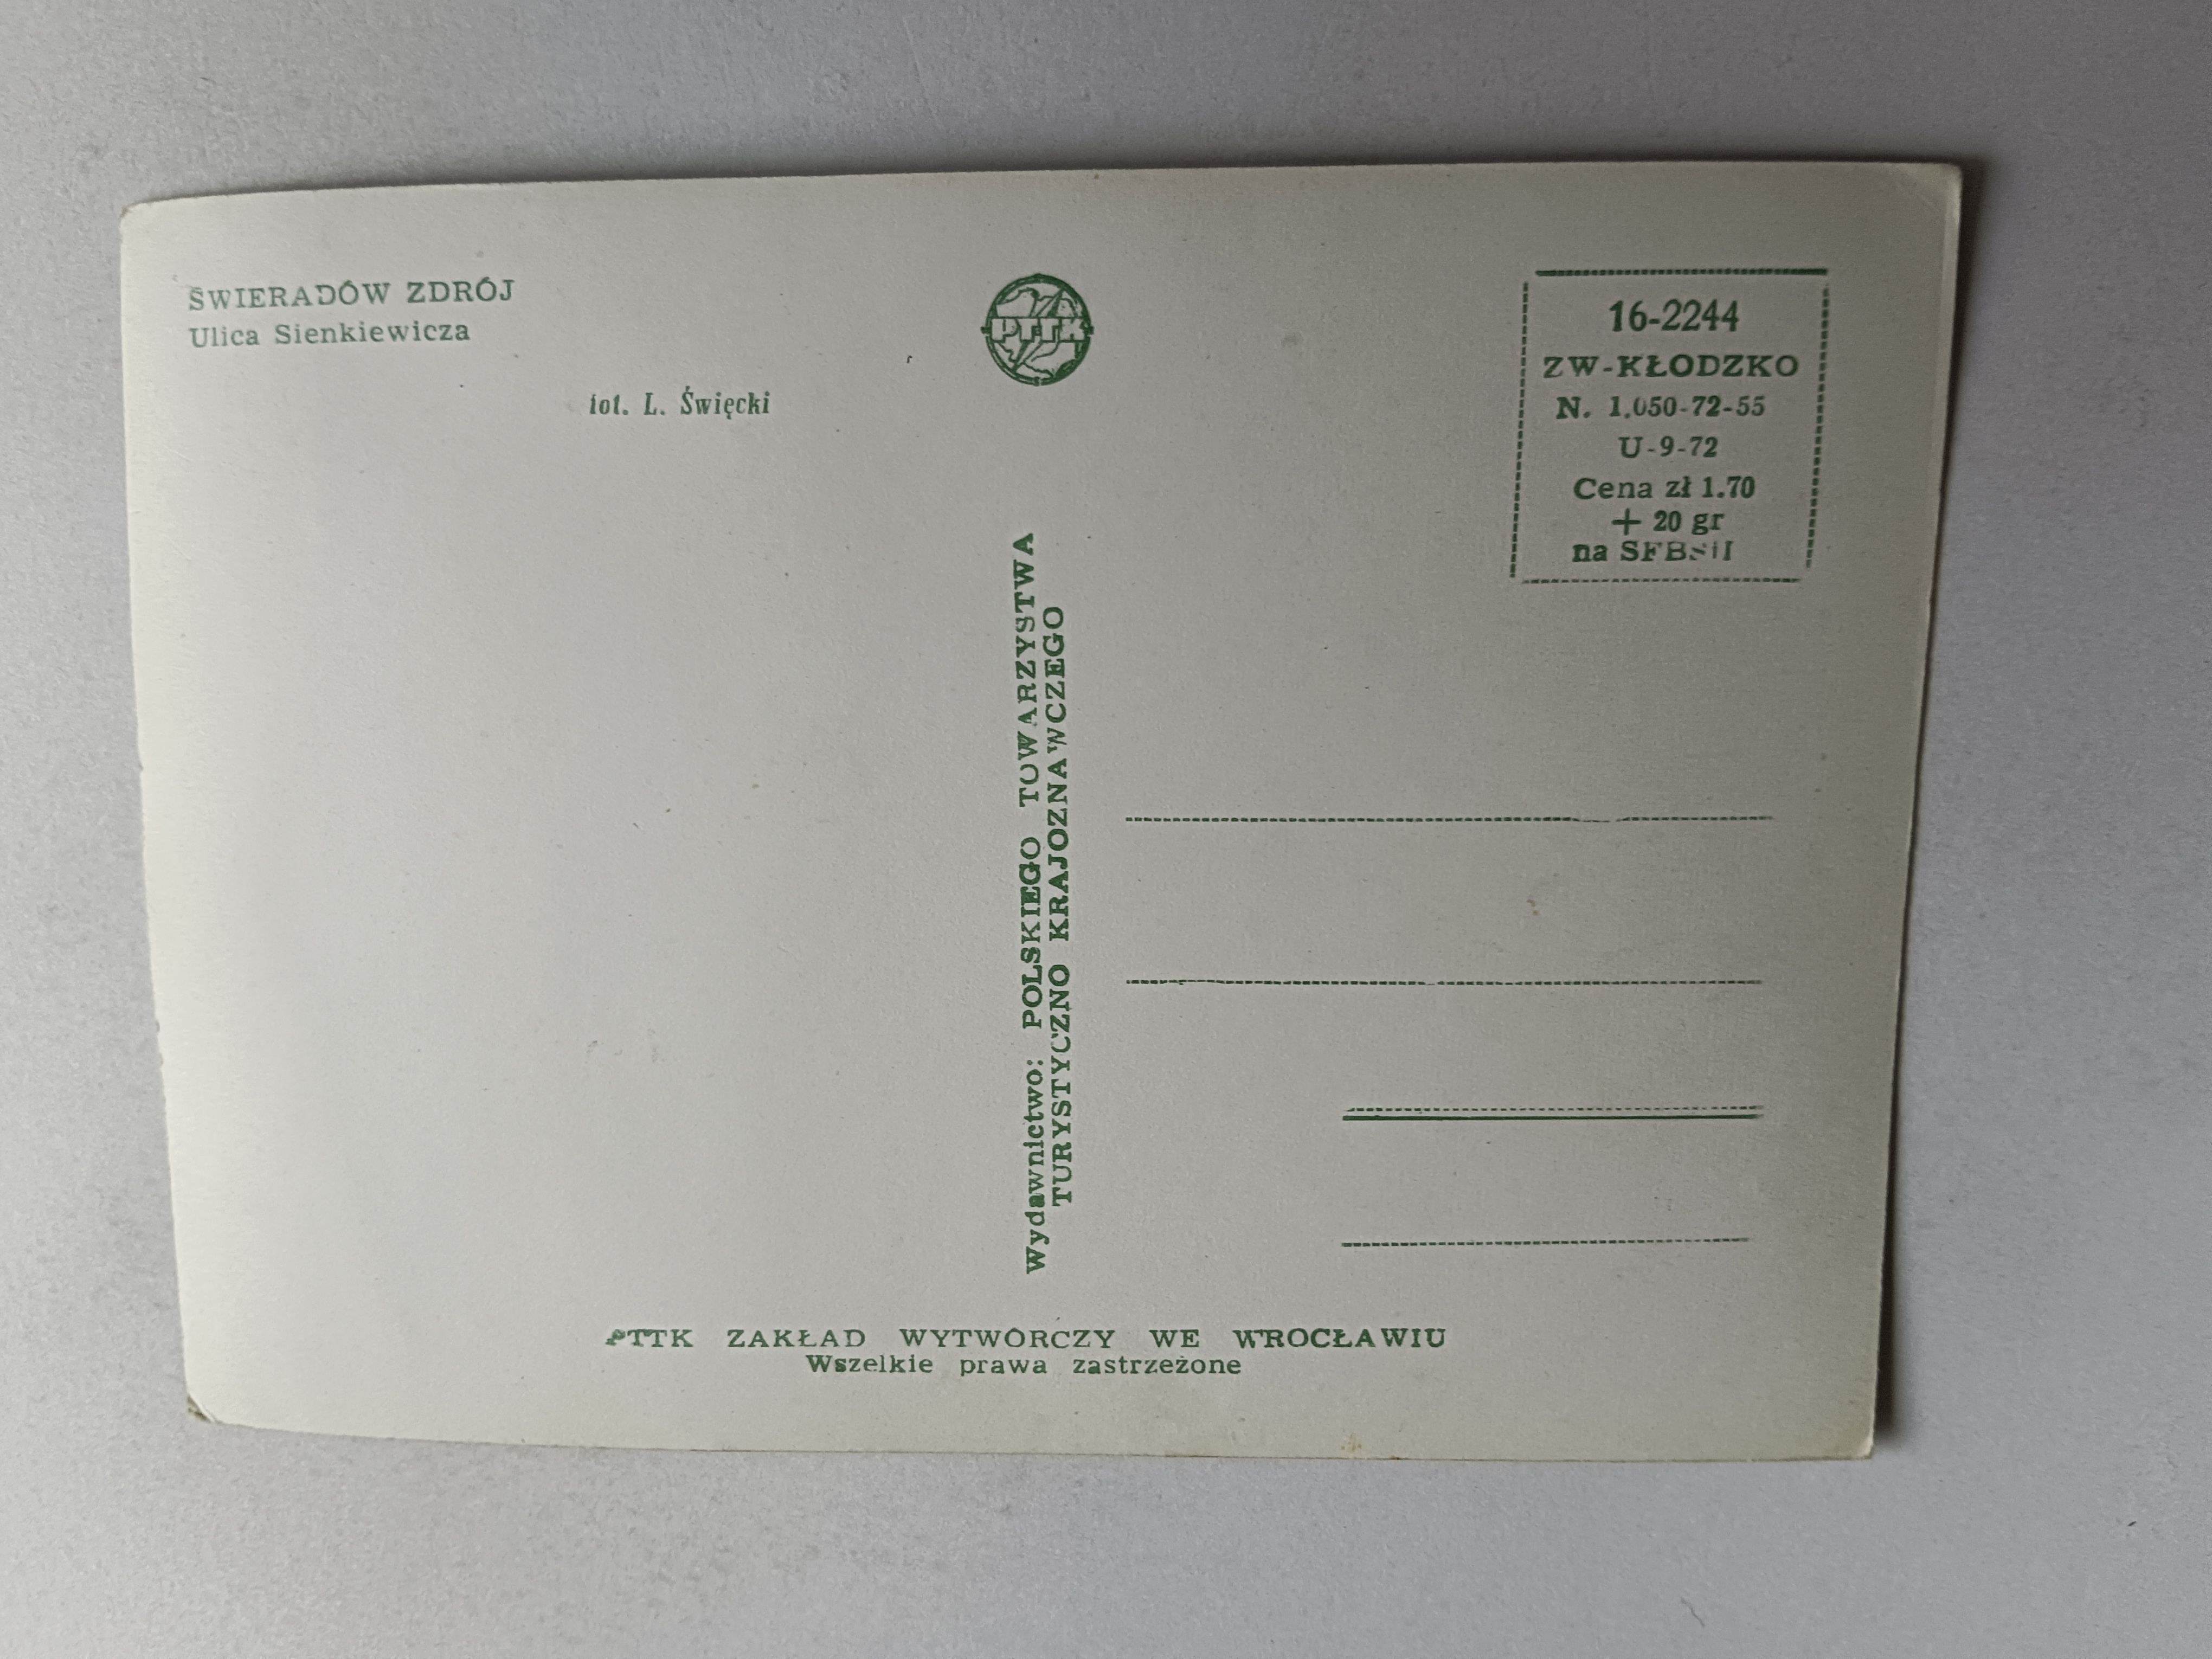 ŚWIERADÓW ZDRÓJ
Ulica Sienkiewicza
fot. L. Święcki
PTTK
16-2244
ZW-KŁODZKO
N. 1.050-72-55
U-9-72
Cena zł 1.70
+ 20 gr
na SFBSiI
Wydawnictwo: POLSKIEGO TOWARZYSTWA
TURYSTYCZNO KRAJOZNAWCZEGO
PTTK ZAKŁAD WYTWÓRCZY WE WROCŁAWIU
Wszelkie prawa zastrzeżone